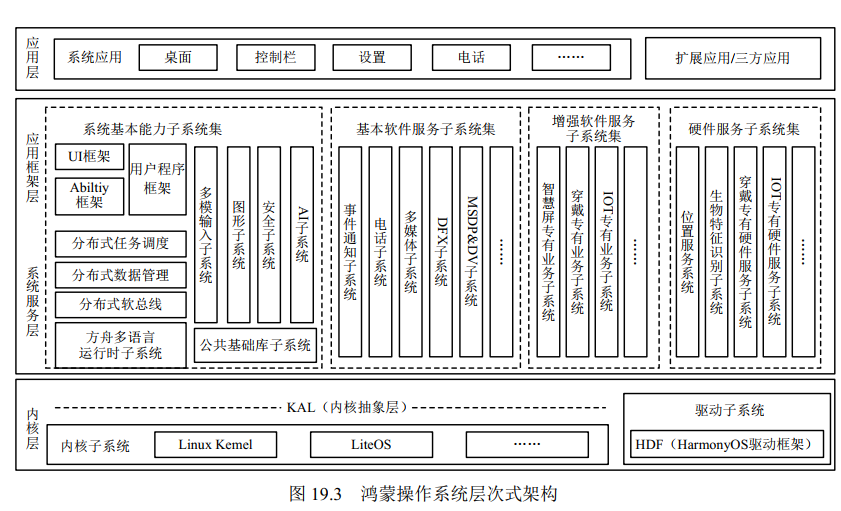 应用层
系统应用
桌面
控制栏
设置
电话
……
扩展应用/三方应用
应用框架层
系统服务层
系统基本能力子系统集
UI框架
Abiltiy
框架
用户程序
框架
分布式任务调度
分布式数据管理
分布式软总线
方舟多语言
运行时子系统
多模输入子系统
图形子系统
安全子系统
AI子系统
公共基础库子系统
基本软件服务子系统集
事件通知子系统
电话子系统
多媒体子系统
DFX子系统
MSDP&DV子系统
……
增强软件服务
子系统集
智慧屏专有业务子系统
穿戴专有业务子系统
IOT专有业务子系统
……
硬件服务子系统集
位置服务系统
生物特征识别子系统
穿戴专有硬件服务子系统
IOT专有硬件服务子系统
……
内核层
KAL（内核抽象层）
内核子系统
Linux Kernel
LiteOS
……
驱动子系统
HDF（HarmonyOS驱动框架）
图 19.3 鸿蒙操作系统层次式架构